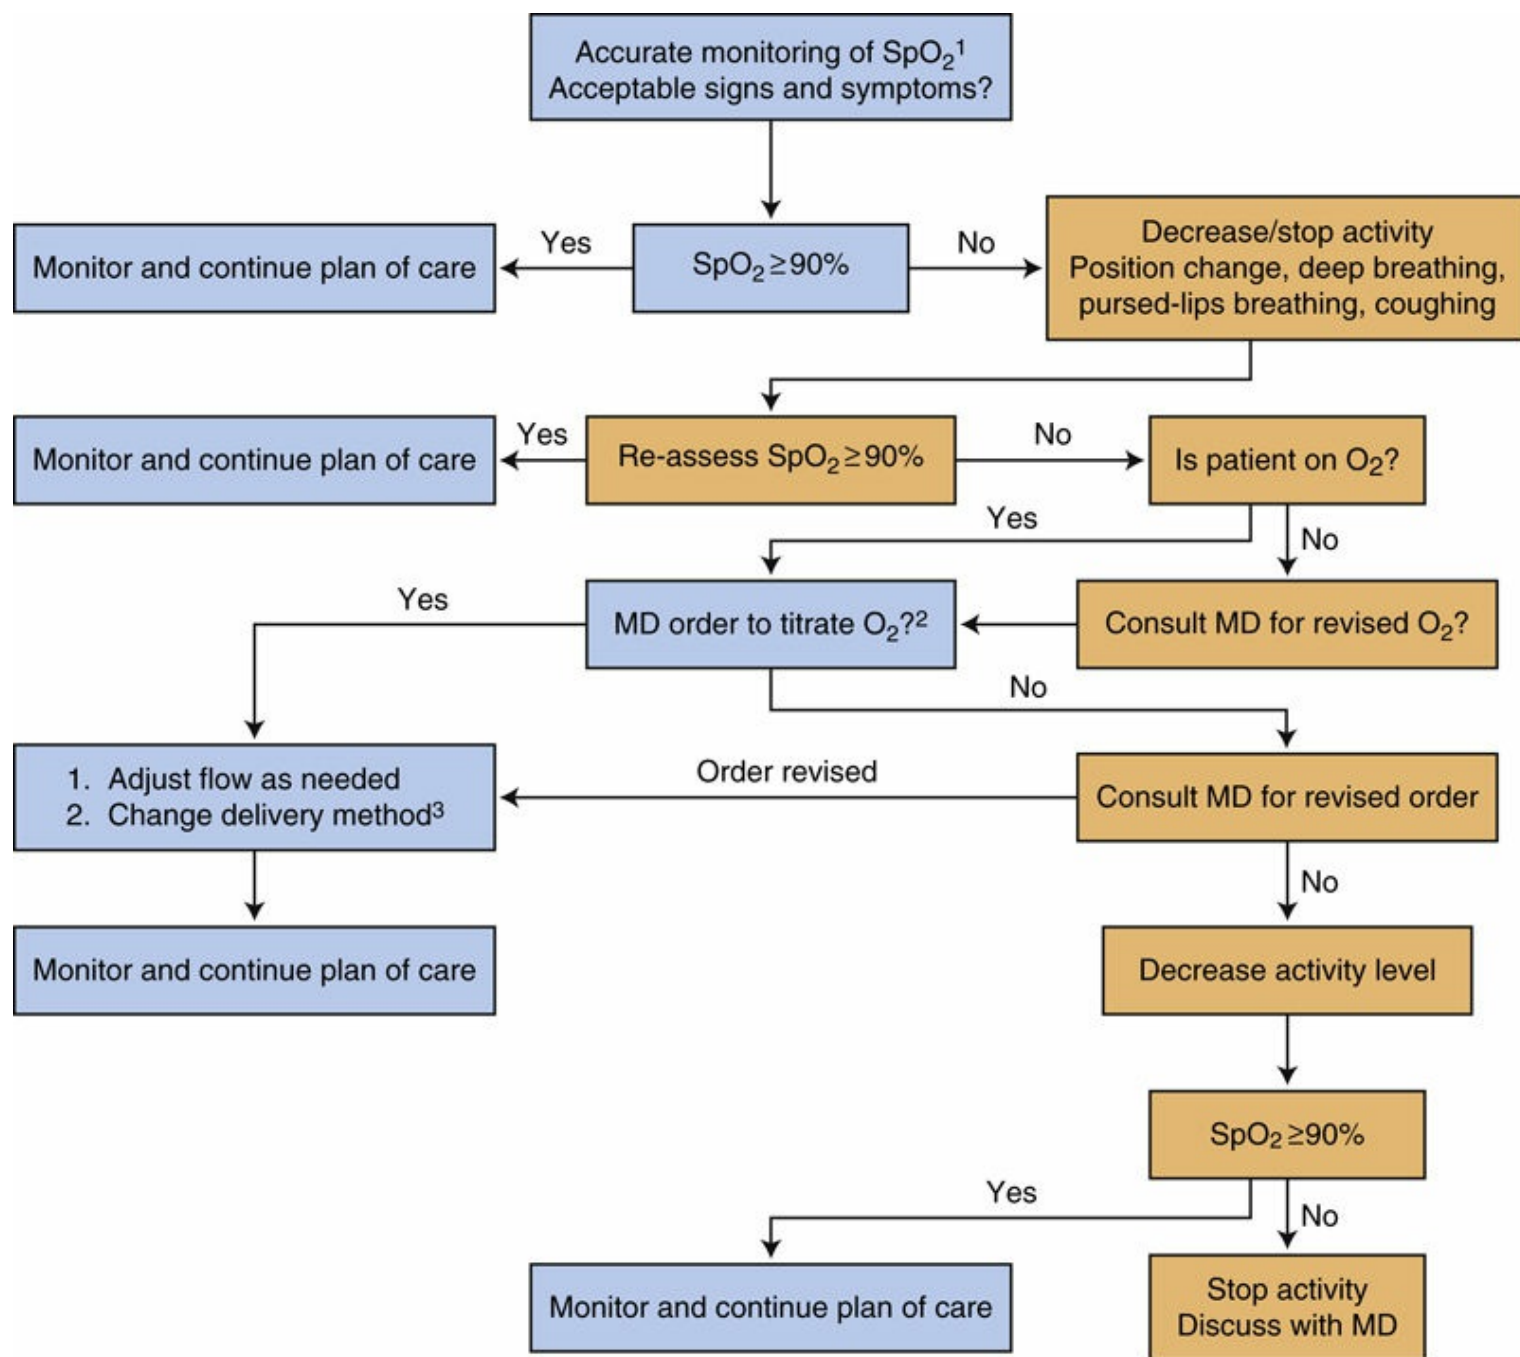 Accurate monitoring of SpO₂¹
Acceptable signs and symptoms?
Monitor and continue plan of care
Yes
SpO₂ ≥ 90%
No
Decrease/stop activity
Position change, deep breathing,
pursed-lips breathing, coughing
Monitor and continue plan of care
Yes
Re-assess SpO₂ ≥ 90%
No
Is patient on O₂?
Yes
No
Yes
MD order to titrate O₂?²
Consult MD for revised O₂?
No
1. Adjust flow as needed
2. Change delivery method³
Order revised
Consult MD for revised order
No
Monitor and continue plan of care
Decrease activity level
SpO₂ ≥90%
Yes
No
Monitor and continue plan of care
Stop activity
Discuss with MD